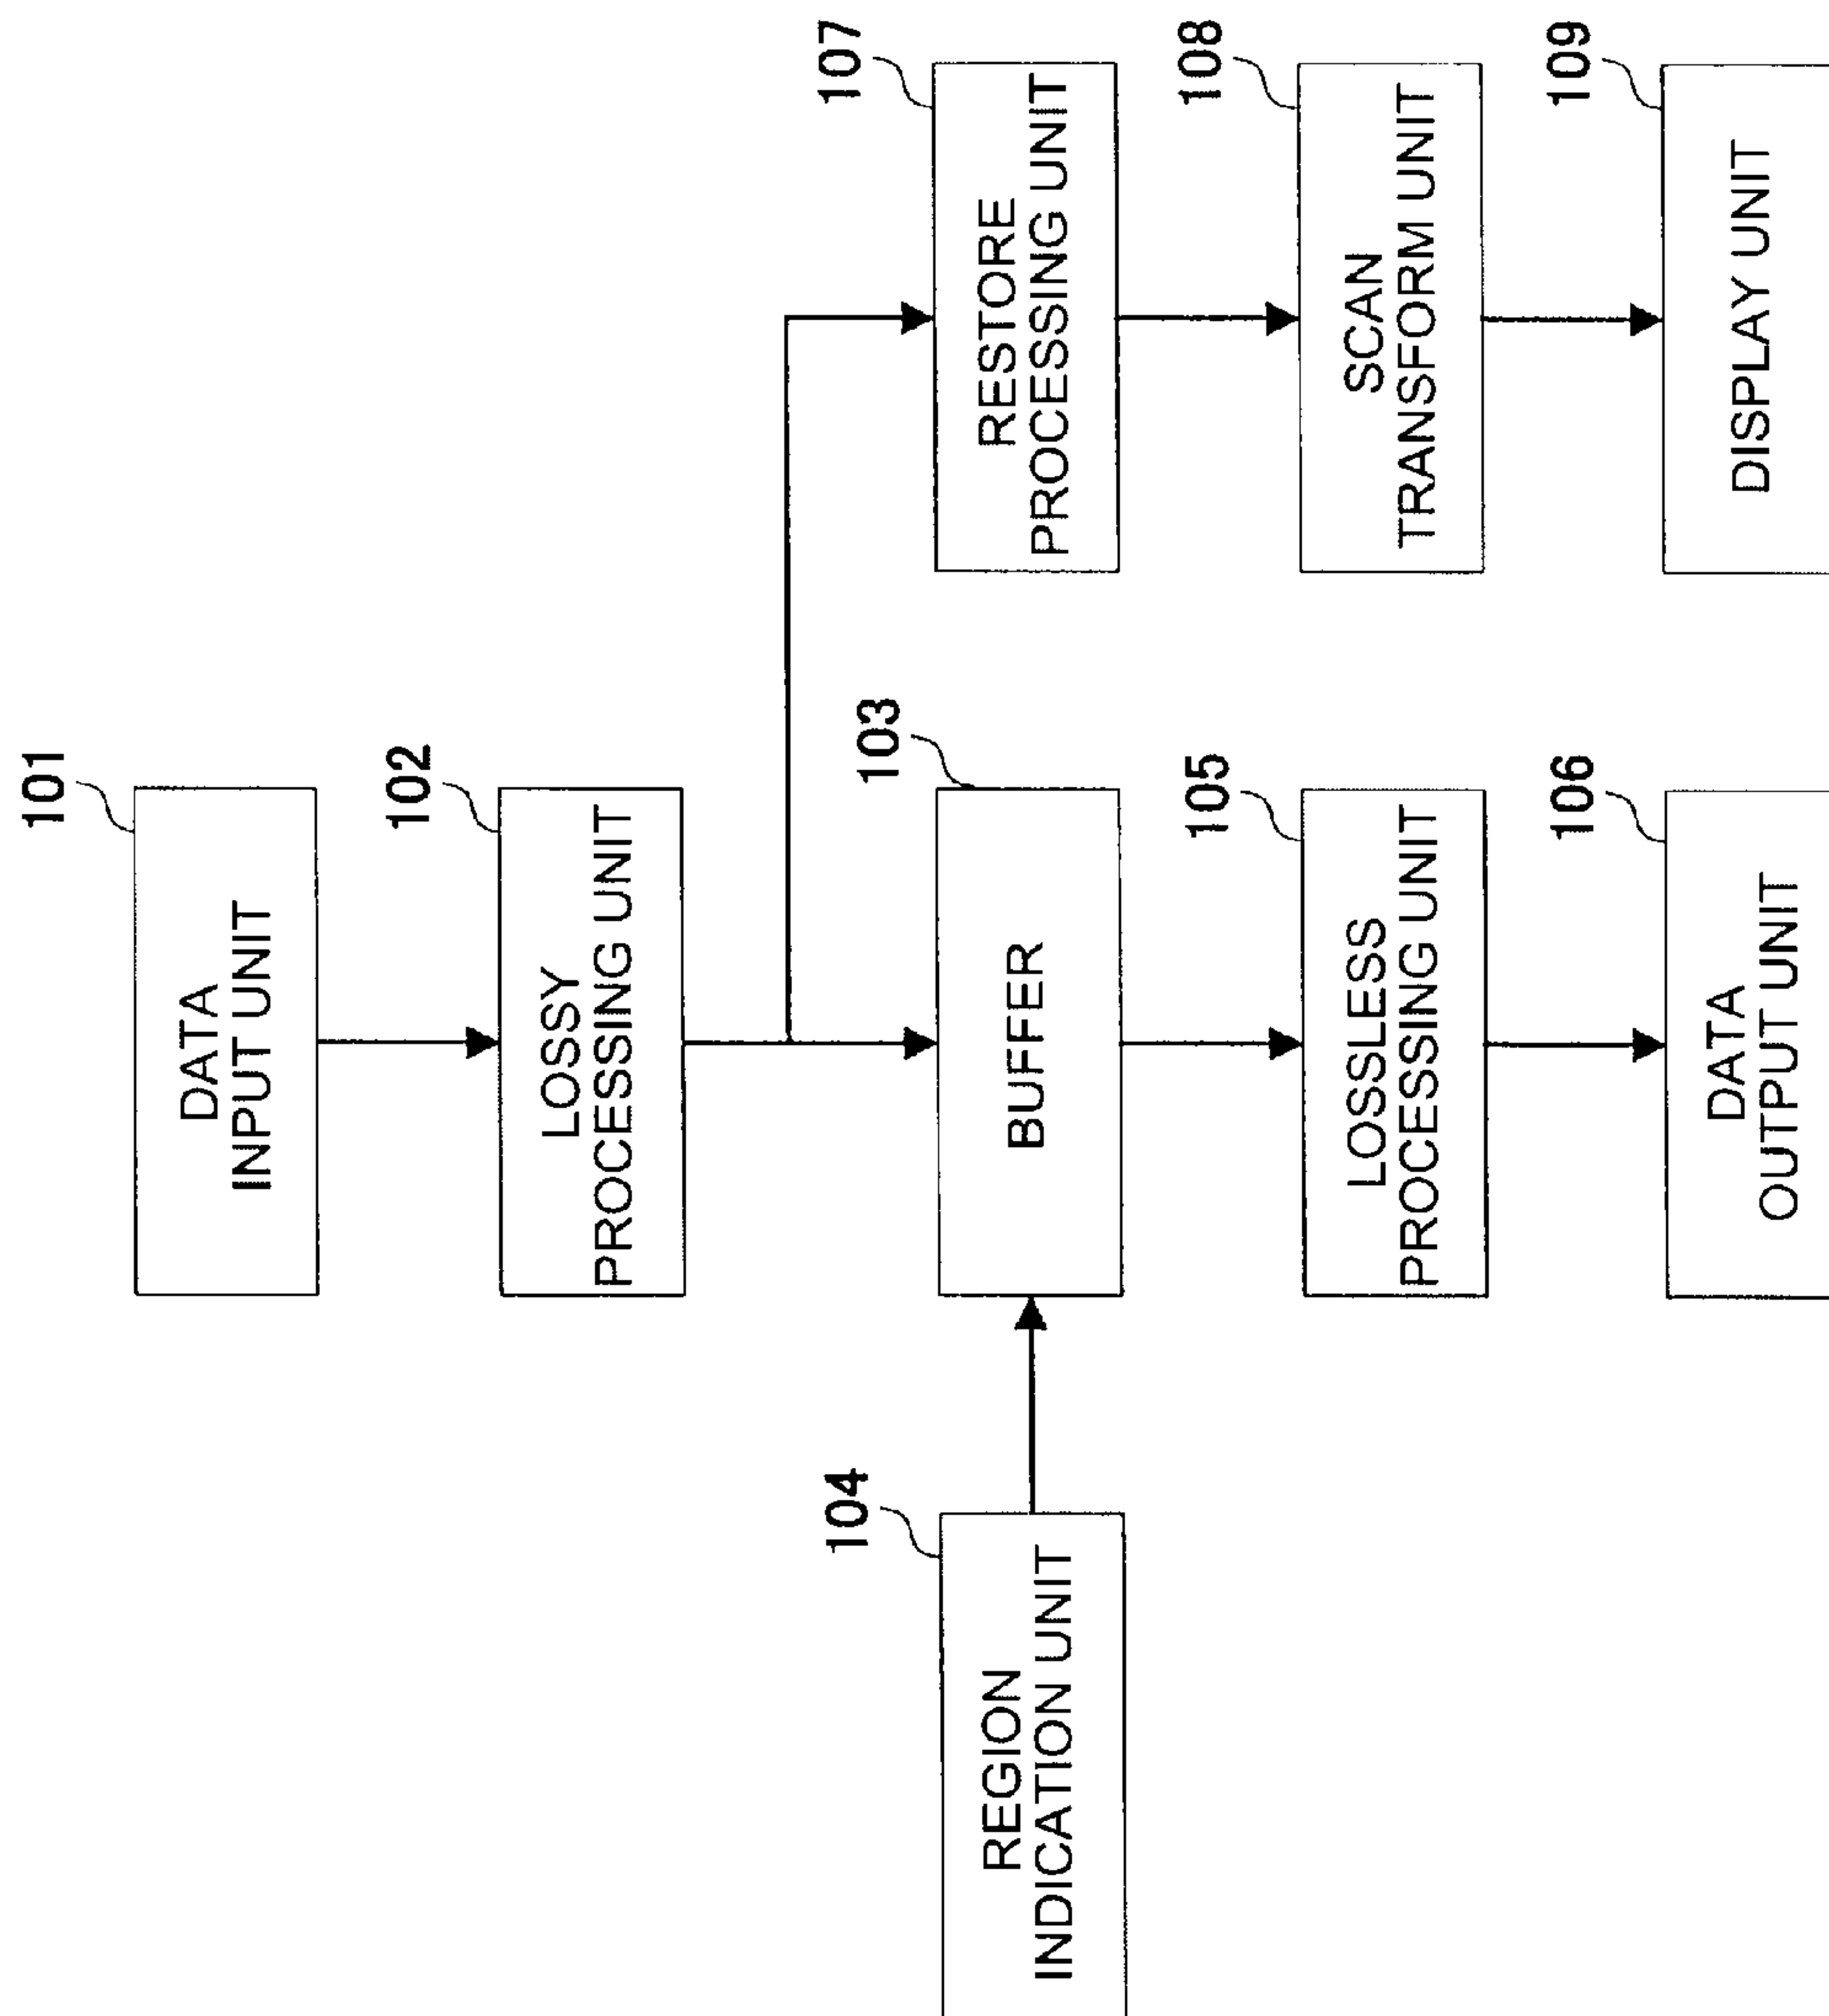 101
DATA
INPUT UNIT
102
LOSSY
PROCESSING UNIT
103
BUFFER
104
REGION
INDICATION UNIT
105
LOSSLESS
PROCESSING UNIT
106
DATA
OUTPUT UNIT
107
RESTORE
PROCESSING UNIT
108
SCAN
TRANSFORM UNIT
109
DISPLAY UNIT